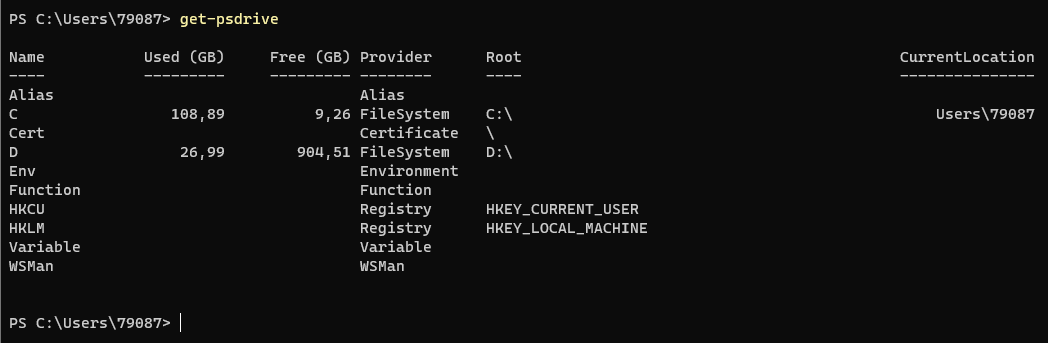 PS C:\Users\79087> get-psdrive
Name           Used (GB)     Free (GB) Provider      Root                                               CurrentLocation
----           ---------     --------- --------      ----                                               ---------------
Alias                                  Alias
C                 108,89          9,26 FileSystem    C:\                                                    Users\79087
Cert                                   Certificate   \
D                  26,99        904,51 FileSystem    D:\
Env                                    Environment
Function                               Function
HKCU                                   Registry      HKEY_CURRENT_USER
HKLM                                   Registry      HKEY_LOCAL_MACHINE
Variable                               Variable
WSMan                                  WSMan
PS C:\Users\79087>